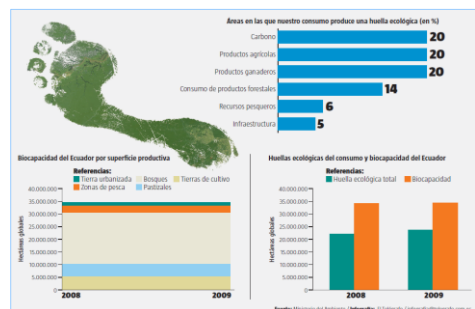 Áreas en las que nuestro consumo produce una huella ecológica (en %)
Carbono 20
Productos agrícolas 20
Productos ganaderos 20
Consumo de productos forestales 14
Recursos pesqueros 6
Infraestructura 5
Biocapacidad del Ecuador por superficie productiva
Referencias:
Tierra urbanizada Bosques Tierras de cultivo
Zonas de pesca Pastizales
Hectáreas globales
40.000.000
35.000.000
30.000.000
25.000.000
20.000.000
15.000.000
10.000.000
5.000.000
0
2008 2009
Huellas ecológicas del consumo y biocapacidad del Ecuador
Referencias:
Huella ecológica total Biocapacidad
Hectáreas globales
40.000.000
35.000.000
30.000.000
25.000.000
20.000.000
15.000.000
10.000.000
5.000.000
0
2008 2009